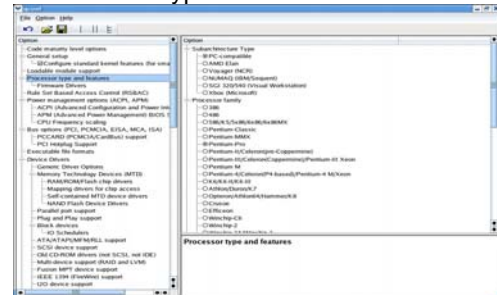 File Option Help
Option
Code maturity level options
General setup
Configure standard kernel features (for sma
Loadable module support
Processor type and features
Firmware Drivers
Rule Set Based Access Control (RSBAC)
Power management options (ACPI, APM)
ACPI (Advanced Configuration and Power Inte
APM (Advanced Power Management) BIOS S
CPU Frequency scaling
Bus options (PCI, PCMCIA, EISA, MCA, ISA)
PCCARD (PCMCIA/CardBus) support
PCI Hotplug Support
Executable file formats
Device Drivers
Generic Driver Options
Memory Technology Devices (MTD)
RAM/ROM/Flash chip drivers
Mapping drivers for chip access
Self-contained MTD device drivers
NAND Flash Device Drivers
Parallel port support
Plug and Play support
Block devices
IO Schedulers
ATA/ATAPI/MFM/RLL support
SCSI device support
Old CD-ROM drivers (not SCSI, not IDE)
Multi-device support (RAID and LVM)
Fusion MPT device support
IEEE 1394 (FireWire) support
I2O device support
Option
Subarchitecture Type
PC-compatible
AMD Elan
Voyager (NCR)
NUMAQ (IBM/Sequent)
SGI 320/540 (Visual Workstation)
Xbox (Microsoft)
Processor family
386
486
586/K5/5x86/6x86/6x86MX
Pentium-Classic
Pentium-MMX
Pentium-Pro
Pentium-II/Celeron(pre-Coppermine)
Pentium-III/Celeron(Coppermine)/Pentium-III Xeon
Pentium M
Pentium-4/Celeron(P4-based)/Pentium-4 M/Xeon
K6/K6-II/K6-III
Athlon/Duron/K7
Opteron/Athlon64/Hammer/K8
Crusoe
Efficeon
Winchip-C6
Winchip-2
Processor type and features